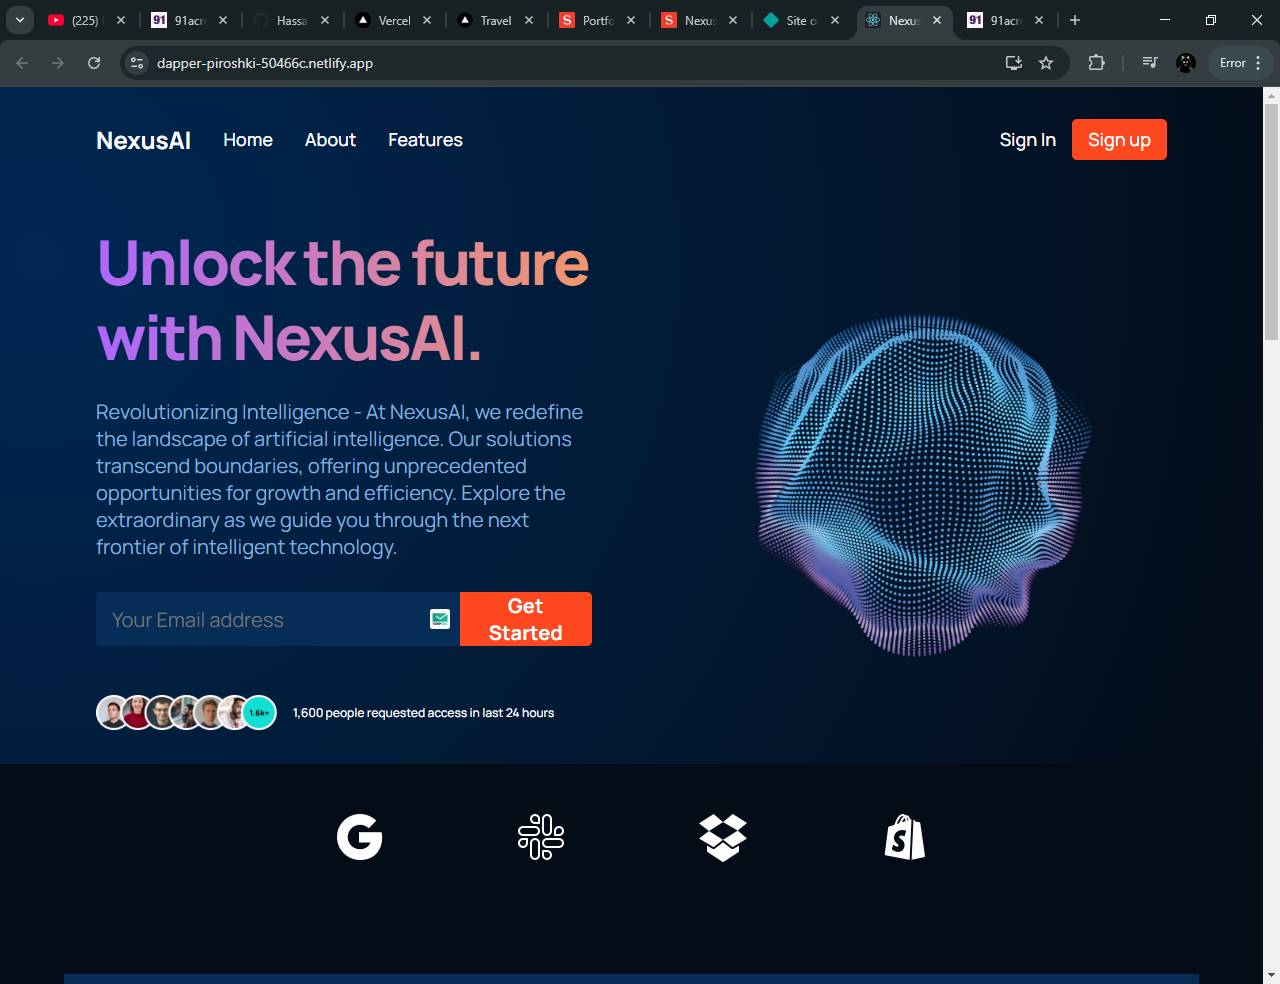 (225)
91acr
Hassa
Vercel
Travel
Portfo
Nexus
Site o
Nexus
91acr
dapper-piroshki-50466c.netlify.app
Error
NexusAI
Home
About
Features
Sign In
Sign up
Unlock the future
with NexusAI.
Revolutionizing Intelligence - At NexusAI, we redefine
the landscape of artificial intelligence. Our solutions
transcend boundaries, offering unprecedented
opportunities for growth and efficiency. Explore the
extraordinary as we guide you through the next
frontier of intelligent technology.
Your Email address
Get
Started
1.6k+
1,600 people requested access in last 24 hours